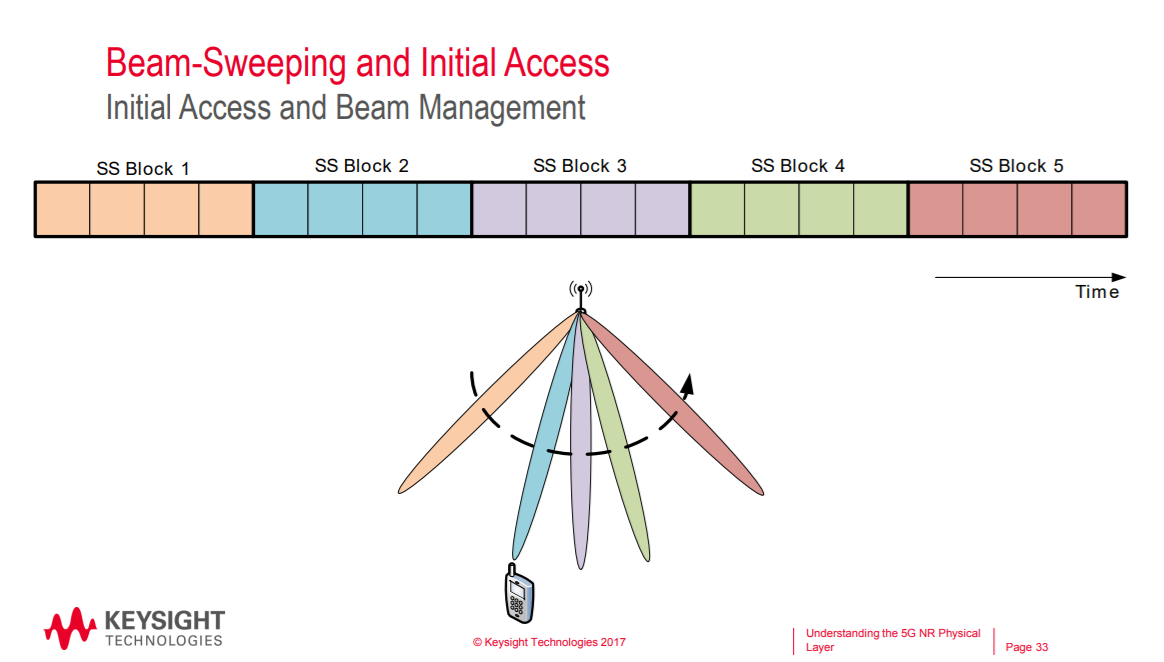 Beam-Sweeping and Initial Access
Initial Access and Beam Management
SS Block 1
SS Block 2
SS Block 3
SS Block 4
SS Block 5
Time
KEYSIGHT
TECHNOLOGIES
© Keysight Technologies 2017
Understanding the 5G NR Physical
Layer
Page 33